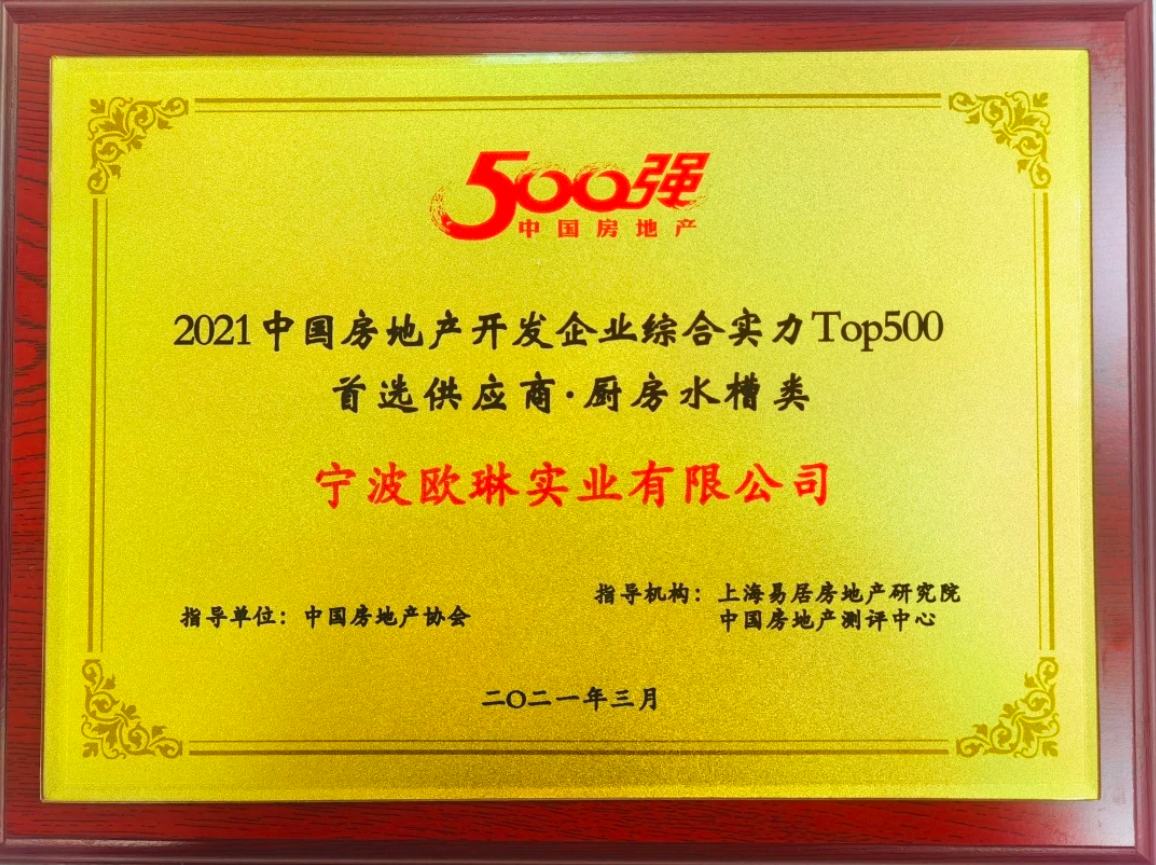 500强
中国房地产
2021中国房地产开发企业综合实力Top500
首选供应商·厨房水槽类
宁波欧琳实业有限公司
指导单位：中国房地产协会
指导机构：上海易居房地产研究院
中国房地产测评中心
二〇二一年三月